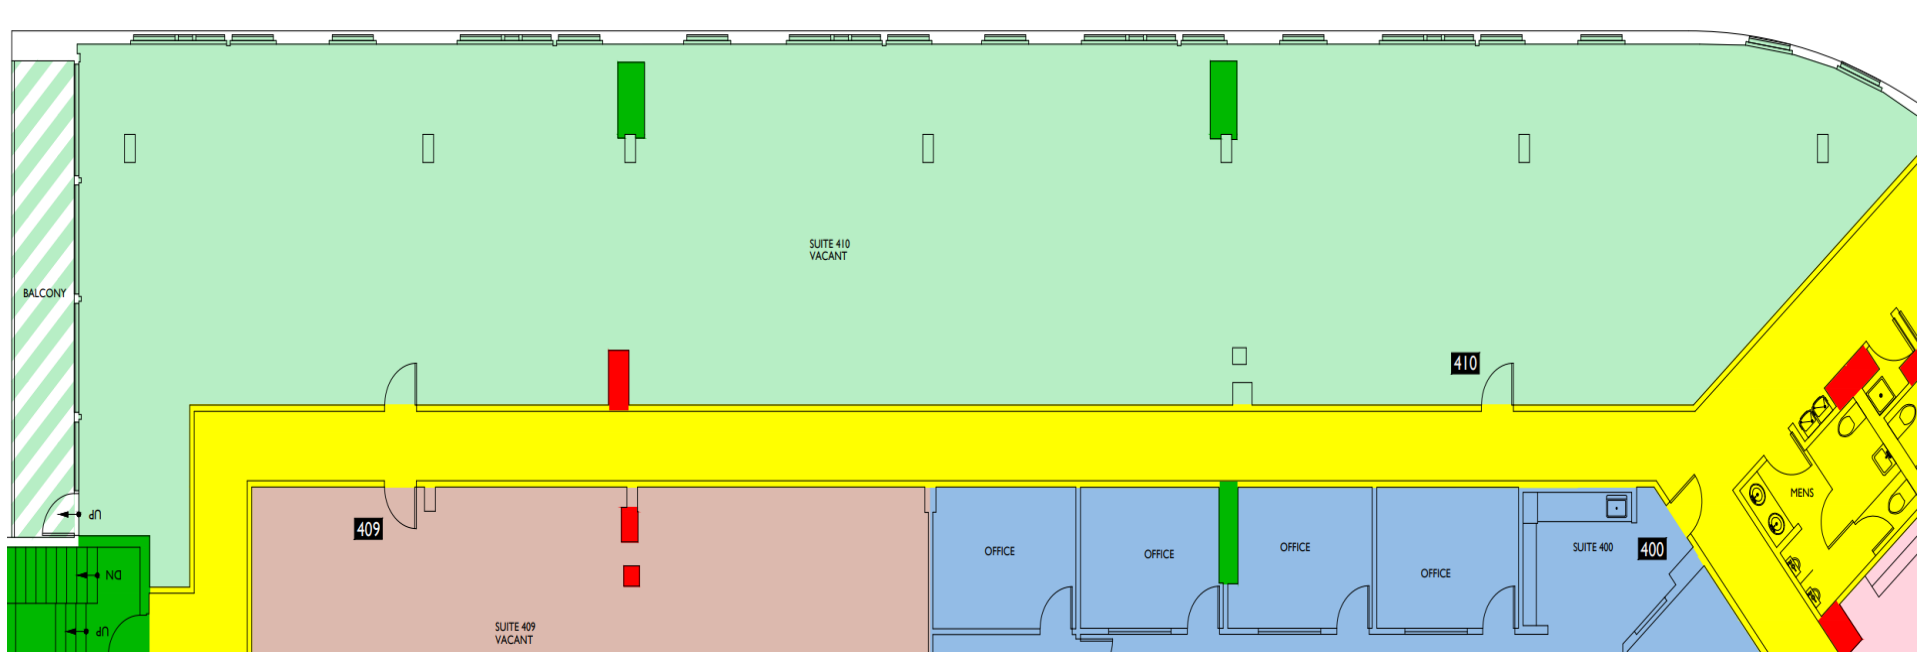 SUITE 410
VACANT
BALCONY
410
UP
409
MENS
OFFICE
OFFICE
OFFICE
OFFICE
SUITE 400
400
DN
UP
SUITE 409
VACANT